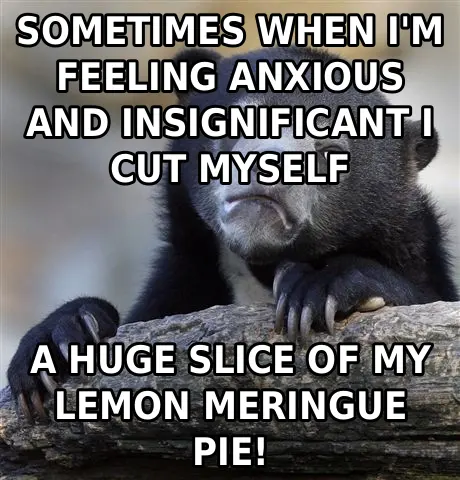 SOMETIMES WHEN I'M
FEELING ANXIOUS
AND INSIGNIFICANT I
CUT MYSELF
A HUGE SLICE OF MY
LEMON MERINGUE
PIE!